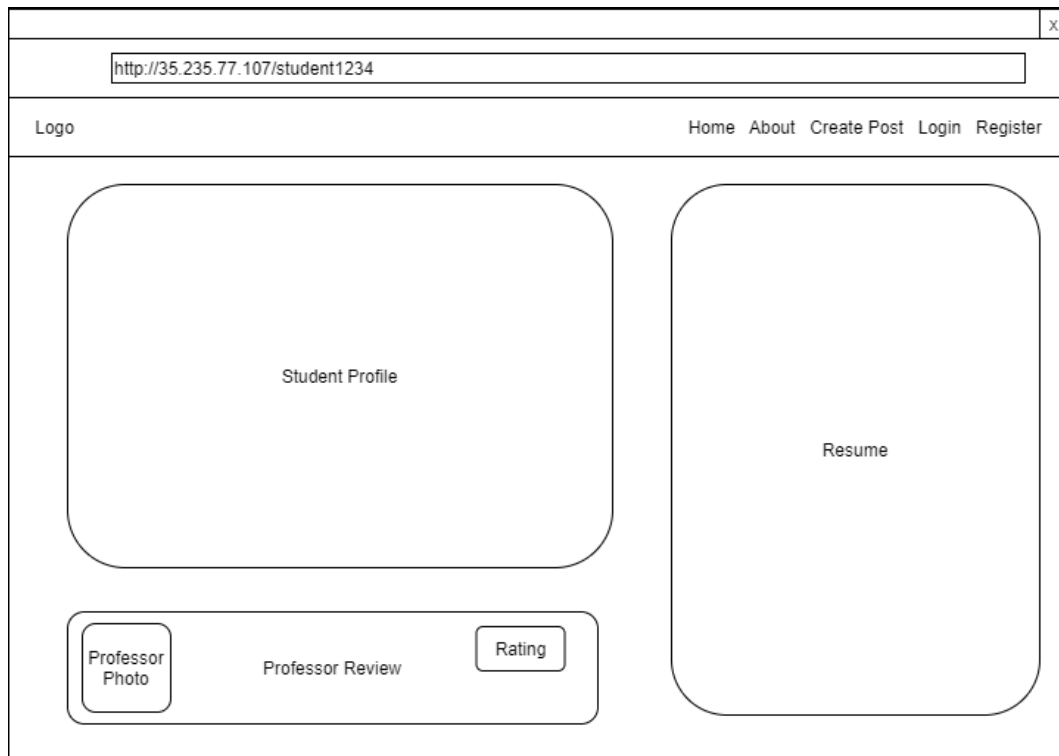 X
http://35.235.77.107/student1234
Logo
Home About Create Post Login Register
Student Profile
Resume
Professor
Photo
Professor Review
Rating